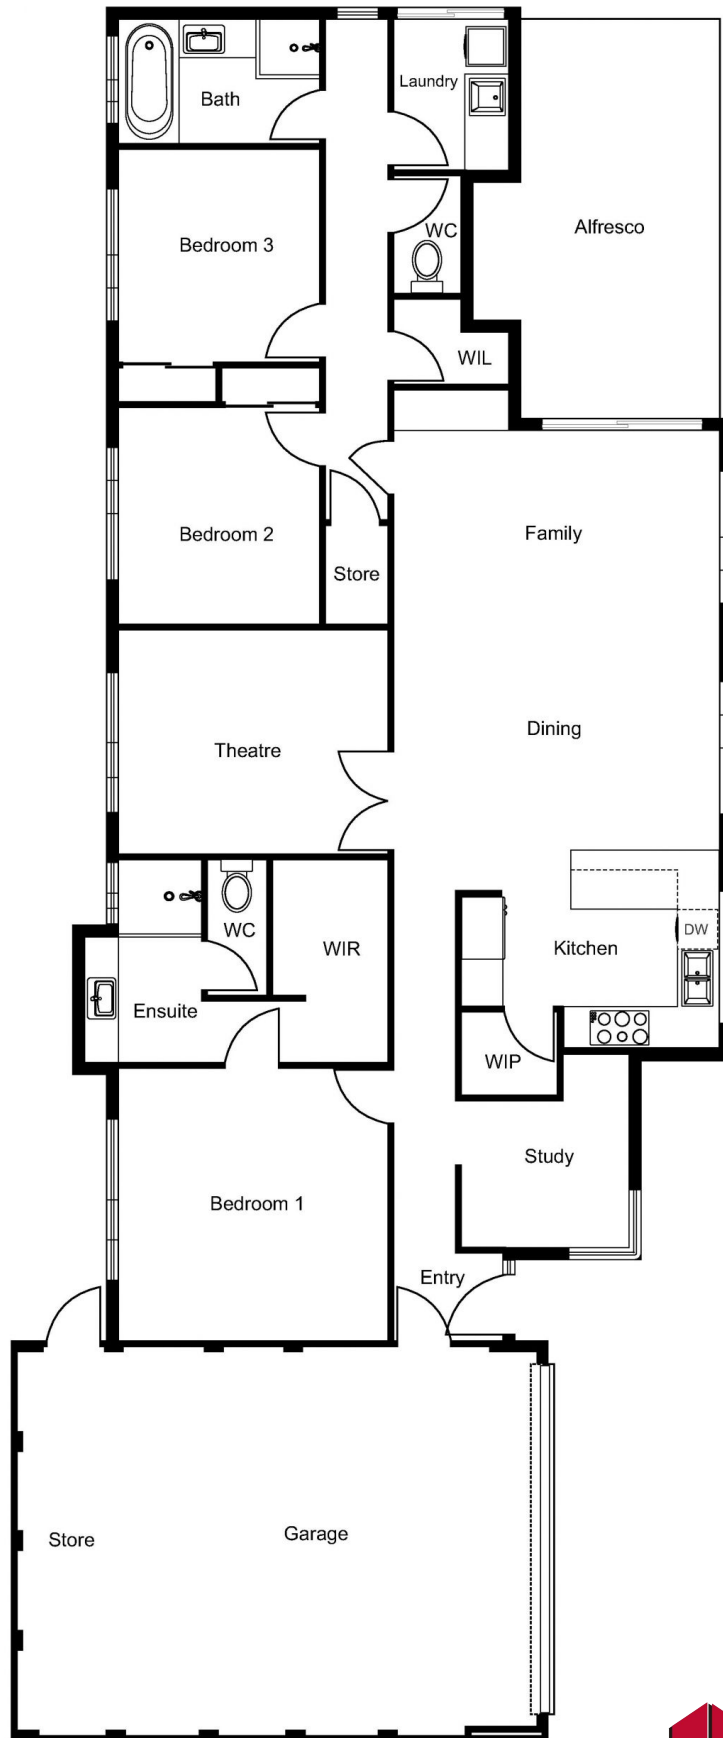 Laundry
Bath
Alfresco
WC
Bedroom 3
WIL
Family
Bedroom 2
Store
Dining
Theatre
WC
DW
WIR
Kitchen
Ensuite
WIP
Study
Bedroom 1
Entry
Garage
Store